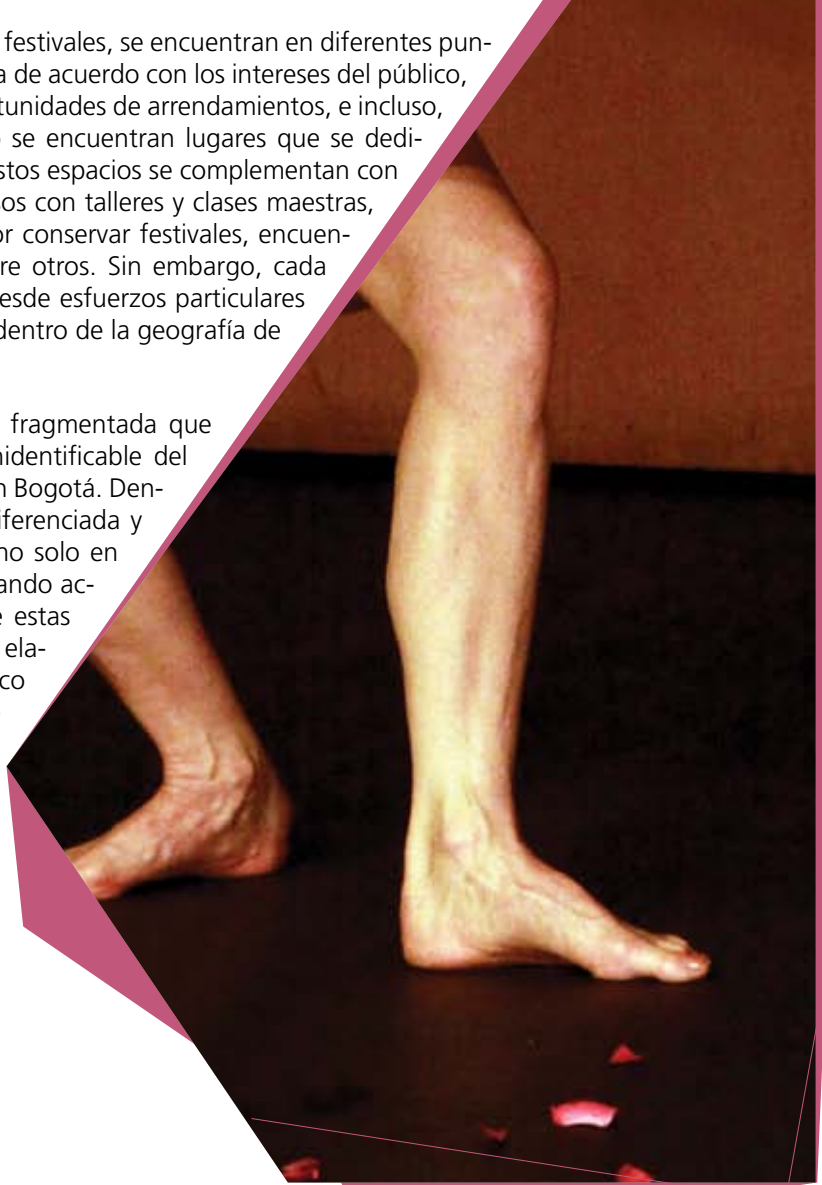 festivales, se encuentran en diferentes pun-
a de acuerdo con los intereses del público,
tunidades de arrendamientos, e incluso,
se encuentran lugares que se dedi-
stos espacios se complementan con
os con talleres y clases maestras,
or conservar festivales, encuen-
re otros. Sin embargo, cada
esde esfuerzos particulares
dentro de la geografía de
fragmentada que
nidentificable del
n Bogotá. Den-
iferenciada y
no solo en
ando ac-
e estas
ela-
co